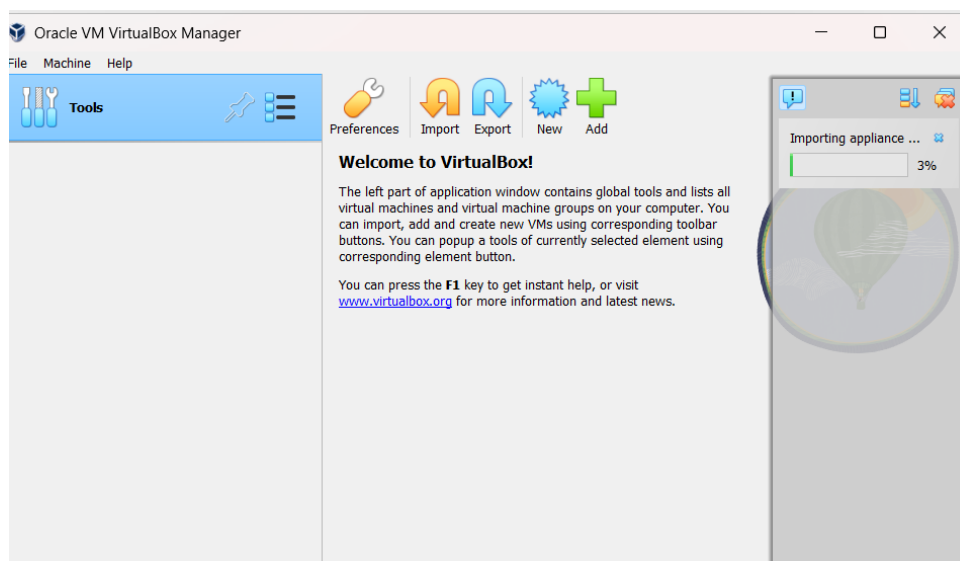 Oracle VM VirtualBox Manager
File Machine Help
Tools
Preferences Import Export New Add
Welcome to VirtualBox!
The left part of application window contains global tools and lists all
virtual machines and virtual machine groups on your computer. You
can import, add and create new VMs using corresponding toolbar
buttons. You can popup a tools of currently selected element using
corresponding element button.
You can press the F1 key to get instant help, or visit
www.virtualbox.org for more information and latest news.
Importing appliance ...
3%